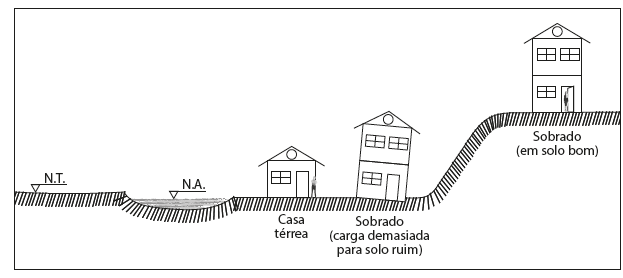 N.T.
N.A.
Casa
térrea
Sobrado
(carga demasiada
para solo ruim)
Sobrado
(em solo bom)